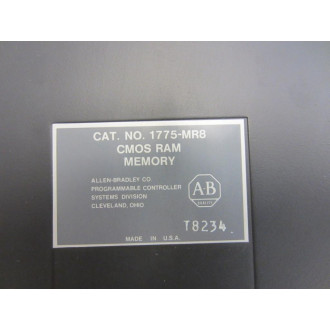 CAT. NO. 1775-MR8
CMOS RAM
MEMORY
ALLEN-BRADLEY CO.
PROGRAMMABLE CONTROLLER
SYSTEMS DIVISION
CLEVELAND, OHIO
A-B
QUALITY
T8234
MADE IN U.S.A.